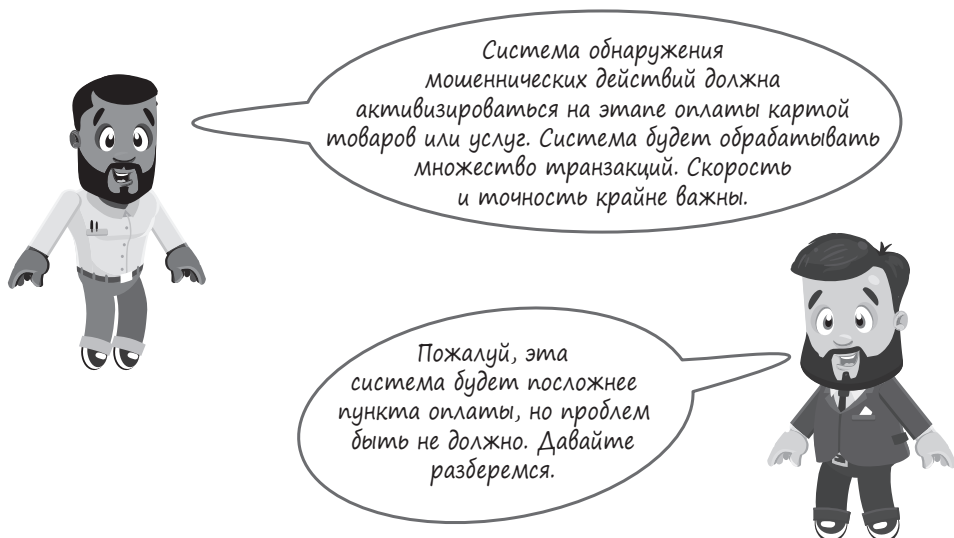 Система обнаружения
мошеннических действий должна
активизироваться на этапе оплаты картой
товаров или услуг. Система будет обрабатывать
множество транзакций. Скорость
и точность крайне важны.
Пожалуй, эта
система будет посложнее
пункта оплаты, но проблем
быть не должно. Давайте
разберемся.